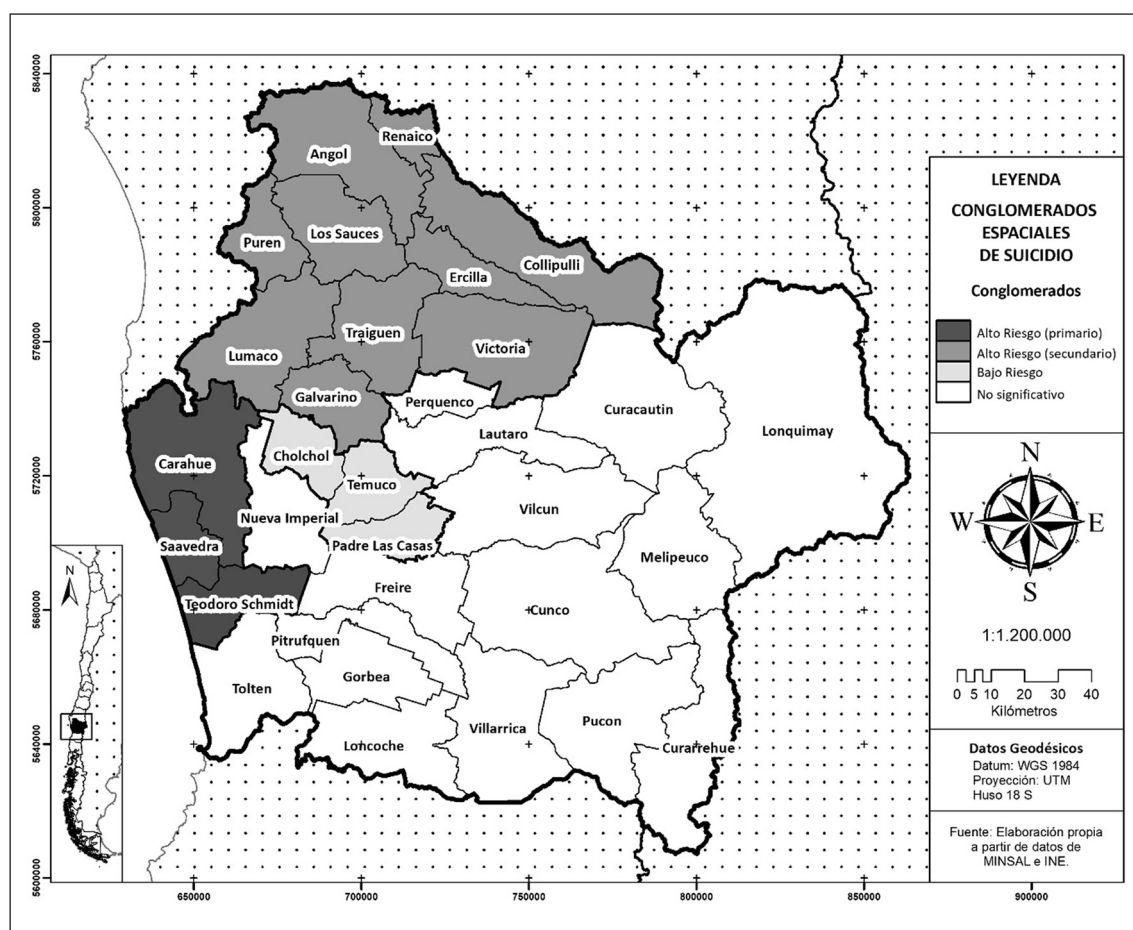 5840000
5800000
5760000
5720000
5680000
5640000
5600000
650000
700000
750000
800000
850000
900000
Renaico
Angol
Los Sauces
Puren
Collipulli
Ercilla
Traiguen
Victoria
Lumaco
Galvarino
Perquenco
Curacautin
Lonquimay
Lautaro
Carahue
Cholchol
Temuco
Vilcun
Nueva Imperial
Saavedra
Padre Las Casas
Melipeuco
Freire
Teodoro Schmidt
Cunco
Pitrufquen
Gorbea
Tolten
Villarrica
Pucon
Loncoche
Curarrehue
N
LEYENDA
CONGLOMERADOS
ESPACIALES
DE SUICIDIO
Conglomerados
Alto Riesgo (primario)
Alto Riesgo (secundario)
Bajo Riesgo
No significativo
N
W E
S
1:1.200.000
0 5 10 20 30 40
Kilómetros
Datos Geodésicos
Datum: WGS 1984
Proyección: UTM
Huso 18 S
Fuente: Elaboración propia
a partir de datos de
MINSAL e INE.